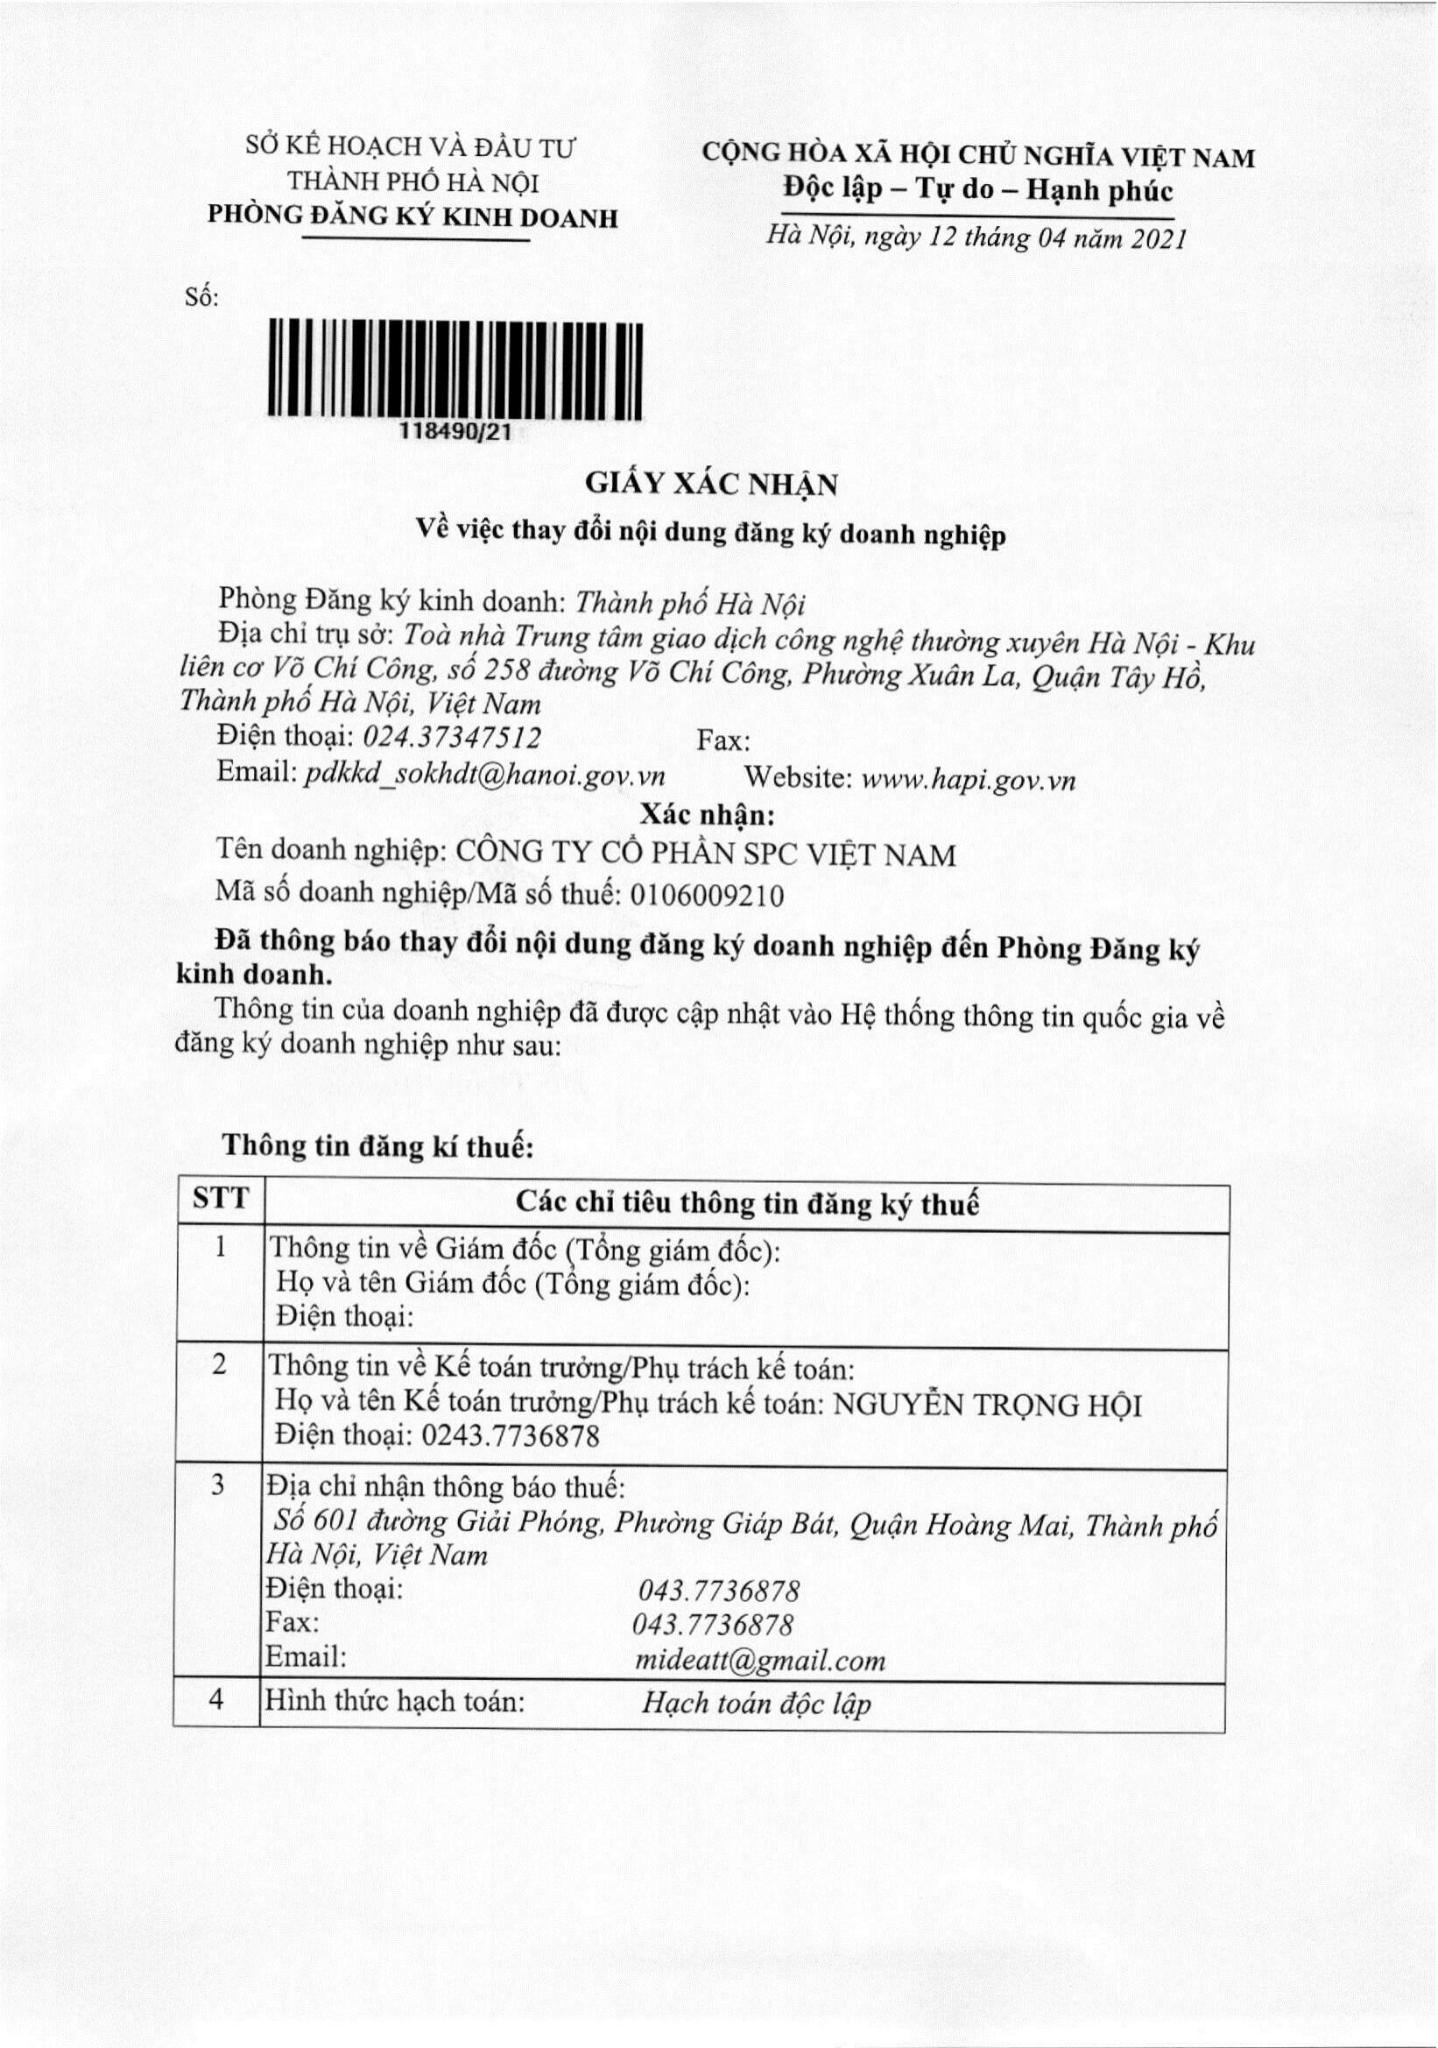 SỞ KẾ HOẠCH VÀ ĐẦU TƯ
THÀNH PHỐ HÀ NỘI
PHÒNG ĐĂNG KÝ KINH DOANH
CỘNG HÒA XÃ HỘI CHỦ NGHĨA VIỆT NAM
Độc lập – Tự do – Hạnh phúc
Hà Nội, ngày 12 tháng 04 năm 2021
Số:
118490/21
GIẤY XÁC NHẬN
Về việc thay đổi nội dung đăng ký doanh nghiệp
Phòng Đăng ký kinh doanh: Thành phố Hà Nội
Địa chỉ trụ sở: Toà nhà Trung tâm giao dịch công nghệ thường xuyên Hà Nội - Khu
liên cơ Võ Chí Công, số 258 đường Võ Chí Công, Phường Xuân La, Quận Tây Hồ,
Thành phố Hà Nội, Việt Nam
Điện thoại: 024.37347512 Fax:
Email: pdkkd_sokhdt@hanoi.gov.vn Website: www.hapi.gov.vn
Xác nhận:
Tên doanh nghiệp: CÔNG TY CỔ PHẦN SPC VIỆT NAM
Mã số doanh nghiệp/Mã số thuế: 0106009210
Đã thông báo thay đổi nội dung đăng ký doanh nghiệp đến Phòng Đăng ký
kinh doanh.
Thông tin của doanh nghiệp đã được cập nhật vào Hệ thống thông tin quốc gia về
đăng ký doanh nghiệp như sau:
Thông tin đăng kí thuế:
STT Các chỉ tiêu thông tin đăng ký thuế
1 Thông tin về Giám đốc (Tổng giám đốc):
Họ và tên Giám đốc (Tổng giám đốc):
Điện thoại:
2 Thông tin về Kế toán trưởng/Phụ trách kế toán:
Họ và tên Kế toán trưởng/Phụ trách kế toán: NGUYỄN TRỌNG HỘI
Điện thoại: 0243.7736878
3 Địa chỉ nhận thông báo thuế:
Số 601 đường Giải Phóng, Phường Giáp Bát, Quận Hoàng Mai, Thành phố
Hà Nội, Việt Nam
Điện thoại: 043.7736878
Fax: 043.7736878
Email: mideatt@gmail.com
4 Hình thức hạch toán: Hạch toán độc lập